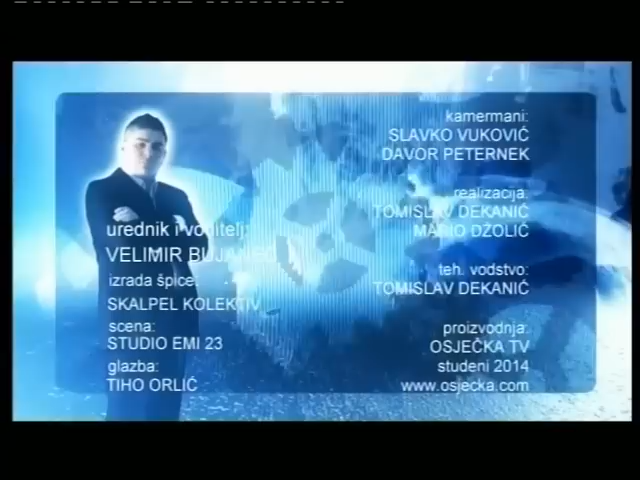 urednik i voditelj:
VELIMIR BUJANEC
izrada špice:
SKALPEL KOLEKTIV
scena:
STUDIO EMI 23
glazba:
TIHO ORLIĆ
kamermani:
SLAVKO VUKOVIĆ
DAVOR PETERNEK
realizacija:
TOMISLAV DEKANIĆ
MARIO DŽOLIĆ
teh. vodstvo:
TOMISLAV DEKANIĆ
proizvodnja:
OSJEČKA TV
studeni 2014
www.osjecka.com